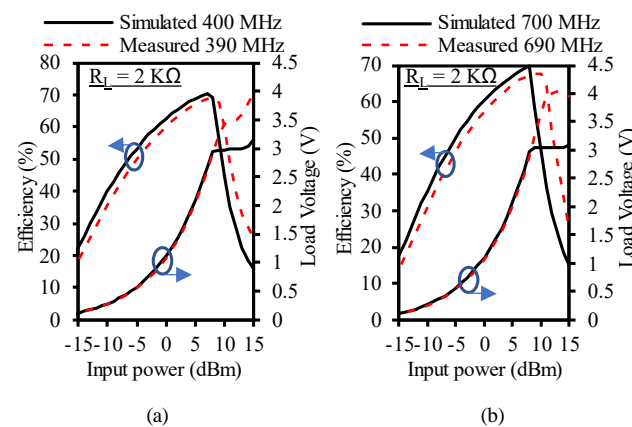 Simulated 400 MHz
Measured 390 MHz
80
70
60
50
40
30
20
10
0
Efficiency (%)
R_L = 2 KΩ
4.5
4
3.5
3
2.5
2
1.5
1
0.5
0
Load Voltage (V)
-15 -10 -5 0 5 10 15
Input power (dBm)
(a)
Simulated 700 MHz
Measured 690 MHz
70
60
50
40
30
20
10
0
Efficiency (%)
R_L = 2 KΩ
4.5
4
3.5
3
2.5
2
1.5
1
0.5
0
Load Voltage (V)
-15 -10 -5 0 5 10 15
Input power (dBm)
(b)